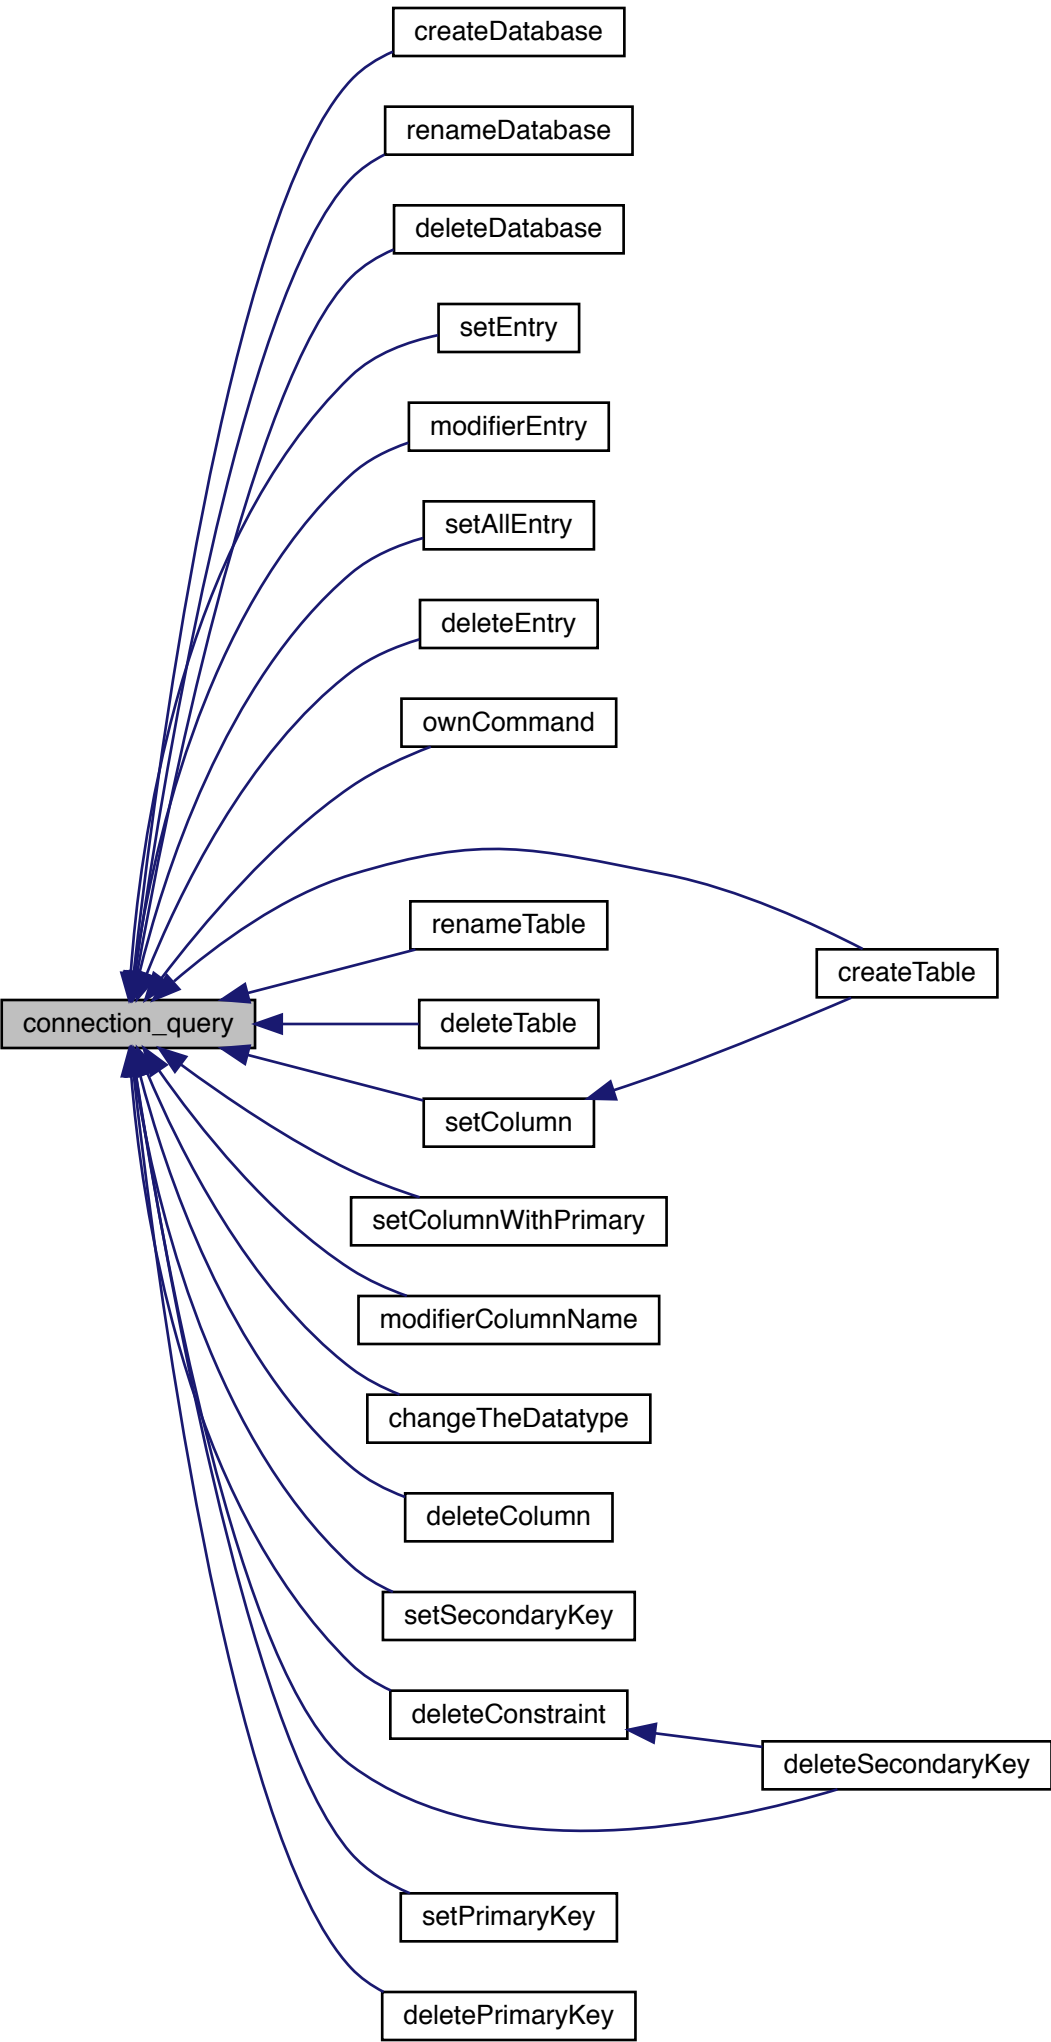 createDatabase
renameDatabase
deleteDatabase
setEntry
modifierEntry
setAllEntry
deleteEntry
ownCommand
renameTable
createTable
connection_query
deleteTable
setColumn
setColumnWithPrimary
modifierColumnName
changeTheDatatype
deleteColumn
setSecondaryKey
deleteConstraint
deleteSecondaryKey
setPrimaryKey
deletePrimaryKey